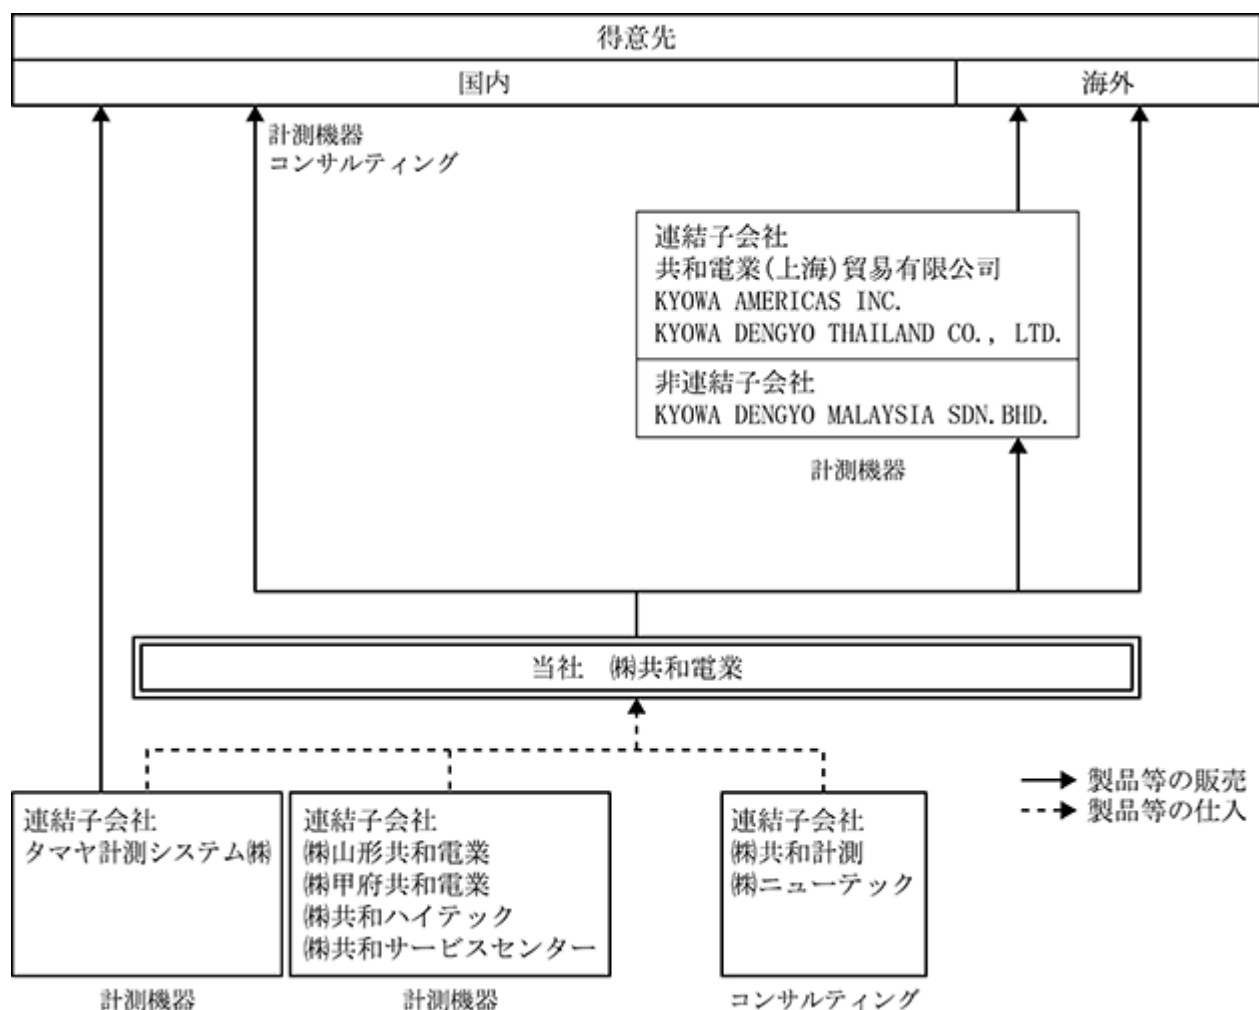 得意先
国内
海外
計測機器
コンサルティング
連結子会社
共和電業(上海)貿易有限公司
KYOWA AMERICAS INC.
KYOWA DENGYO THAILAND CO., LTD.
非連結子会社
KYOWA DENGYO MALAYSIA SDN.BHD.
計測機器
当社 ㈱共和電業
製品等の販売
製品等の仕入
連結子会社
タマヤ計測システム㈱
計測機器
連結子会社
㈱山形共和電業
㈱甲府共和電業
㈱共和ハイテック
㈱共和サービスセンター
計測機器
連結子会社
㈱共和計測
㈱ニューテック
コンサルティング